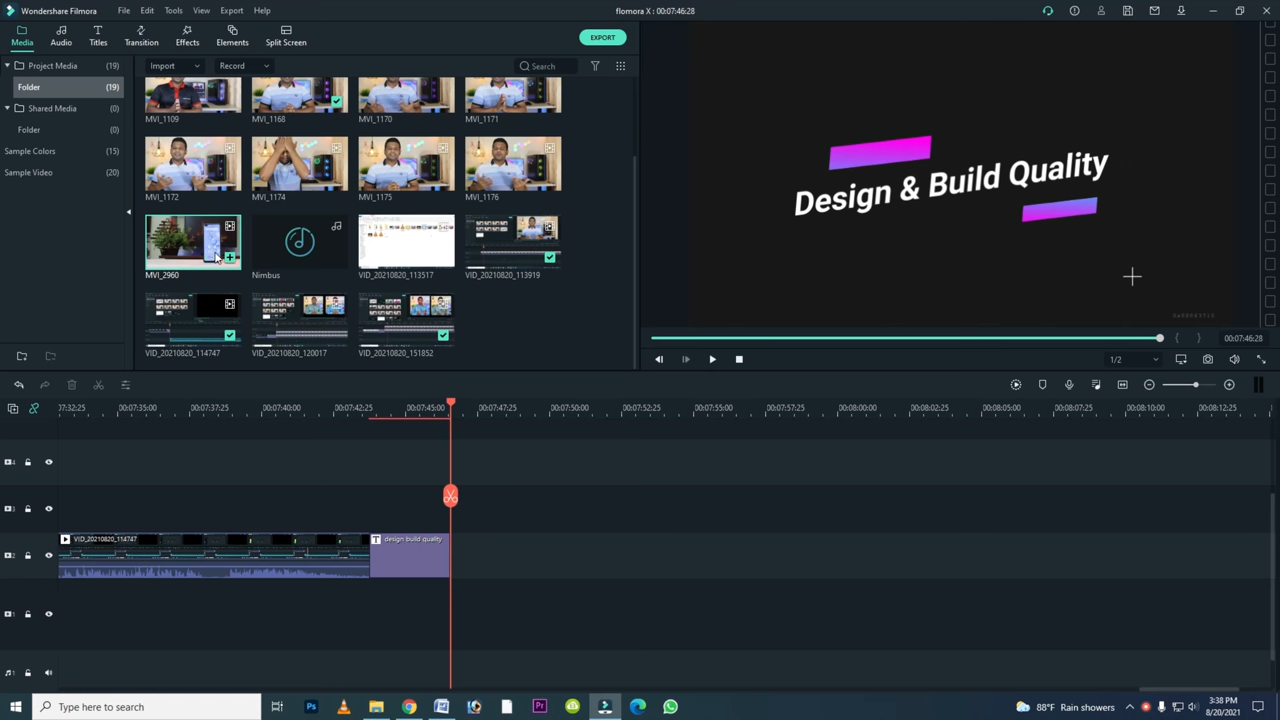 Wondershare Filmora File Edit Tools View Export Help flomora X : 00:07:46:28
Media Audio Titles Transition Effects Elements Split Screen EXPORT
Project Media (19) Import Record Search
Folder (19)
Shared Media (0)
Folder (0)
Sample Colors (15)
Sample Video (20)
MVI_1109 MVI_1168 MVI_1170 MVI_1171
MVI_1172 MVI_1174 MVI_1175 MVI_1176
MVI_2960 Nimbus VID_20210820_113517 VID_20210820_113919
VID_20210820_114747 VID_20210820_120017 VID_20210820_151852
Design & Build Quality
00:07:46:28
1/2
07:32:25 00:07:35:00 00:07:37:25 00:07:40:00 00:07:42:25 00:07:45:00 00:07:47:25 00:07:50:00 00:07:52:25 00:07:55:00 00:07:57:25 00:08:00:00 00:08:02:25 00:08:05:00 00:08:07:25 00:08:10:00 00:08:12:25
4
3
VID_20210820_114747 T design build quality
2
1
1
Type here to search Ps W Pr 88°F Rain showers 3:38 PM
8/20/2021